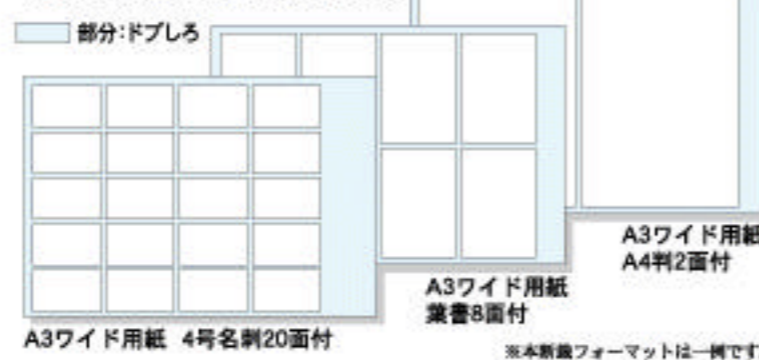 部分:ドブしろ
A3ワイド用紙
A4判2面付
A3ワイド用紙
葉書8面付
A3ワイド用紙 4号名刺20面付
※本断裁フォーマットは一例です